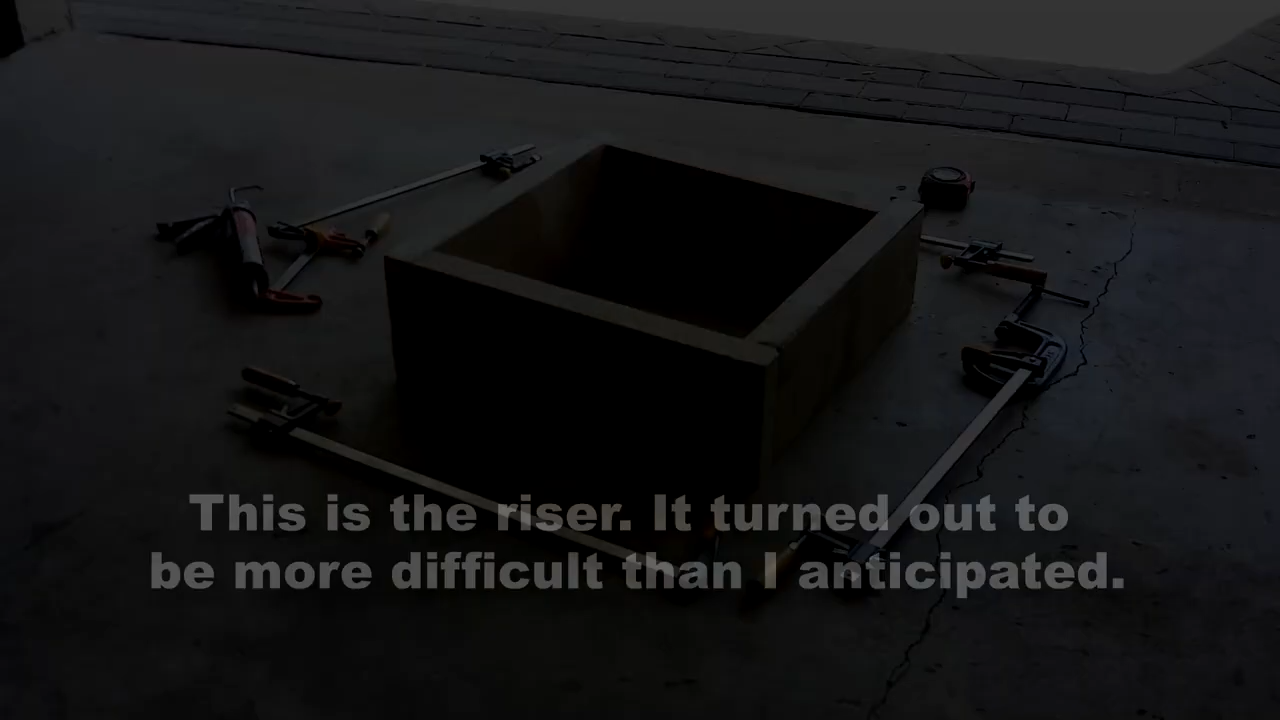 This is the riser. It turned out to
be more difficult than I anticipated.